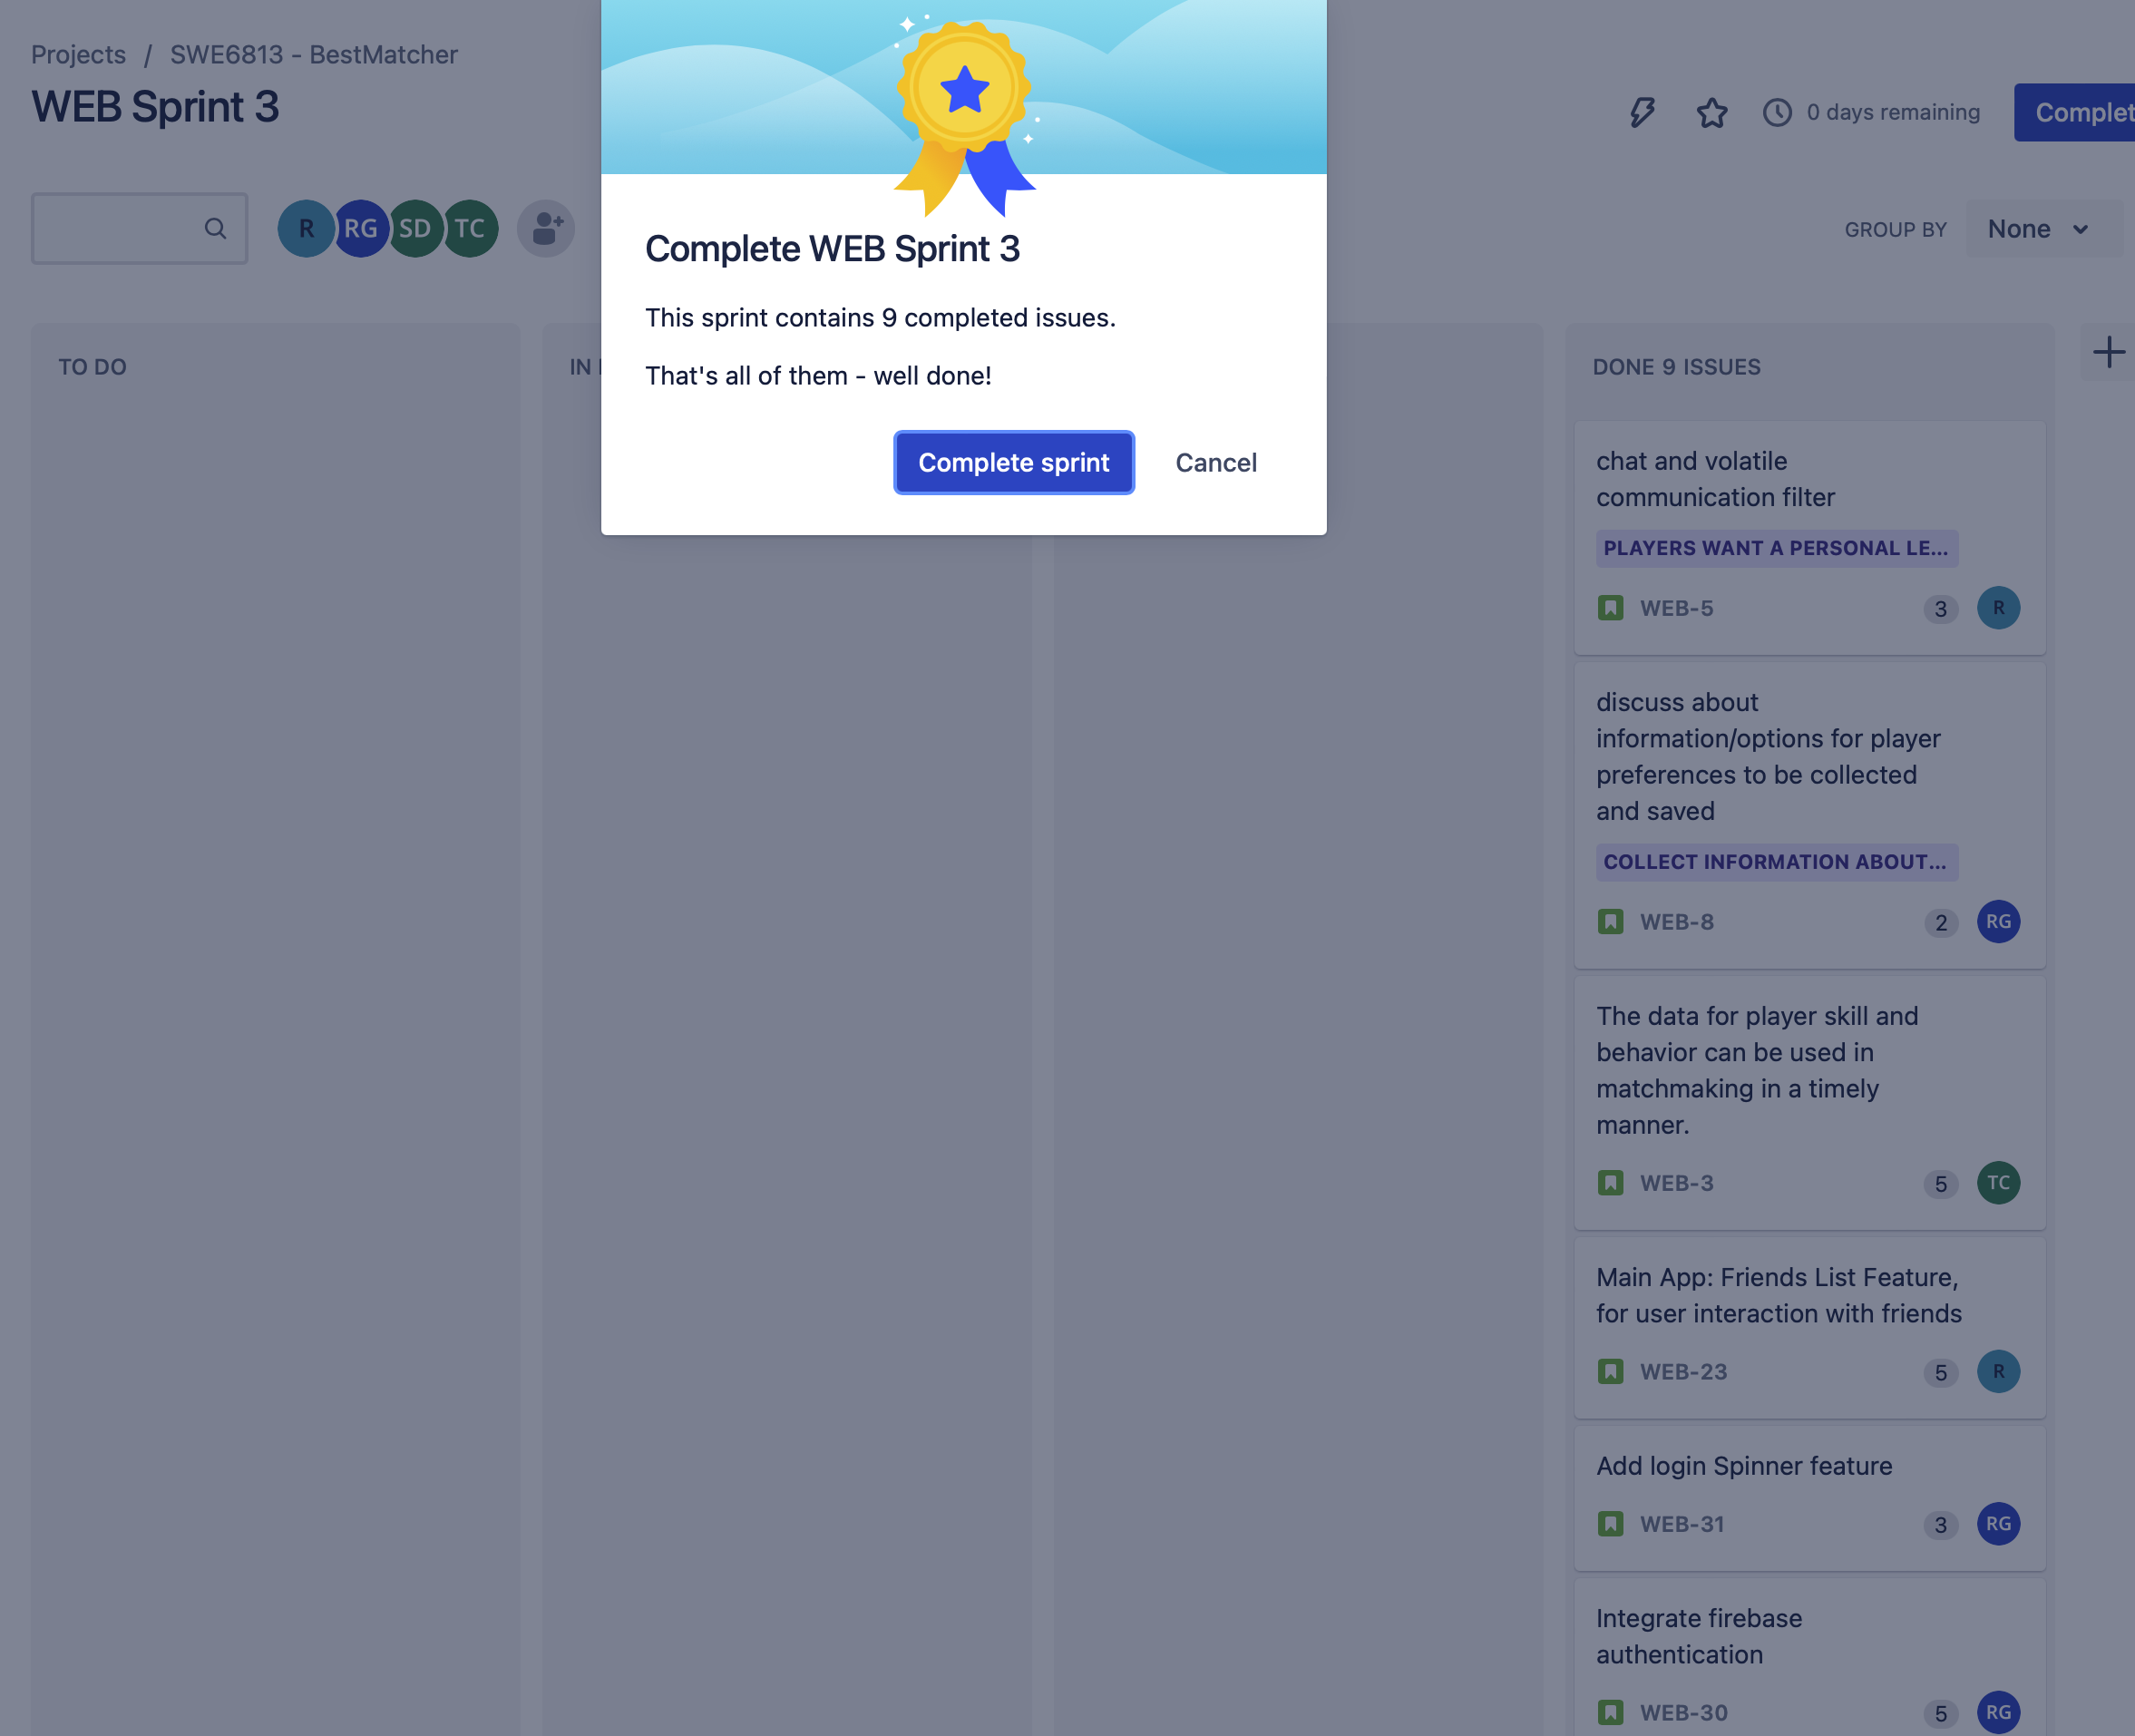 Projects / SWE6813 - BestMatcher
WEB Sprint 3
0 days remaining
Complet
R RG SD TC
GROUP BY None
Complete WEB Sprint 3
This sprint contains 9 completed issues.
That's all of them - well done!
Complete sprint Cancel
TO DO
IN
DONE 9 ISSUES
chat and volatile
communication filter
PLAYERS WANT A PERSONAL LE...
WEB-5 3 R
discuss about
information/options for player
preferences to be collected
and saved
COLLECT INFORMATION ABOUT...
WEB-8 2 RG
The data for player skill and
behavior can be used in
matchmaking in a timely
manner.
WEB-3 5 TC
Main App: Friends List Feature,
for user interaction with friends
WEB-23 5 R
Add login Spinner feature
WEB-31 3 RG
Integrate firebase
authentication
WEB-30 5 RG